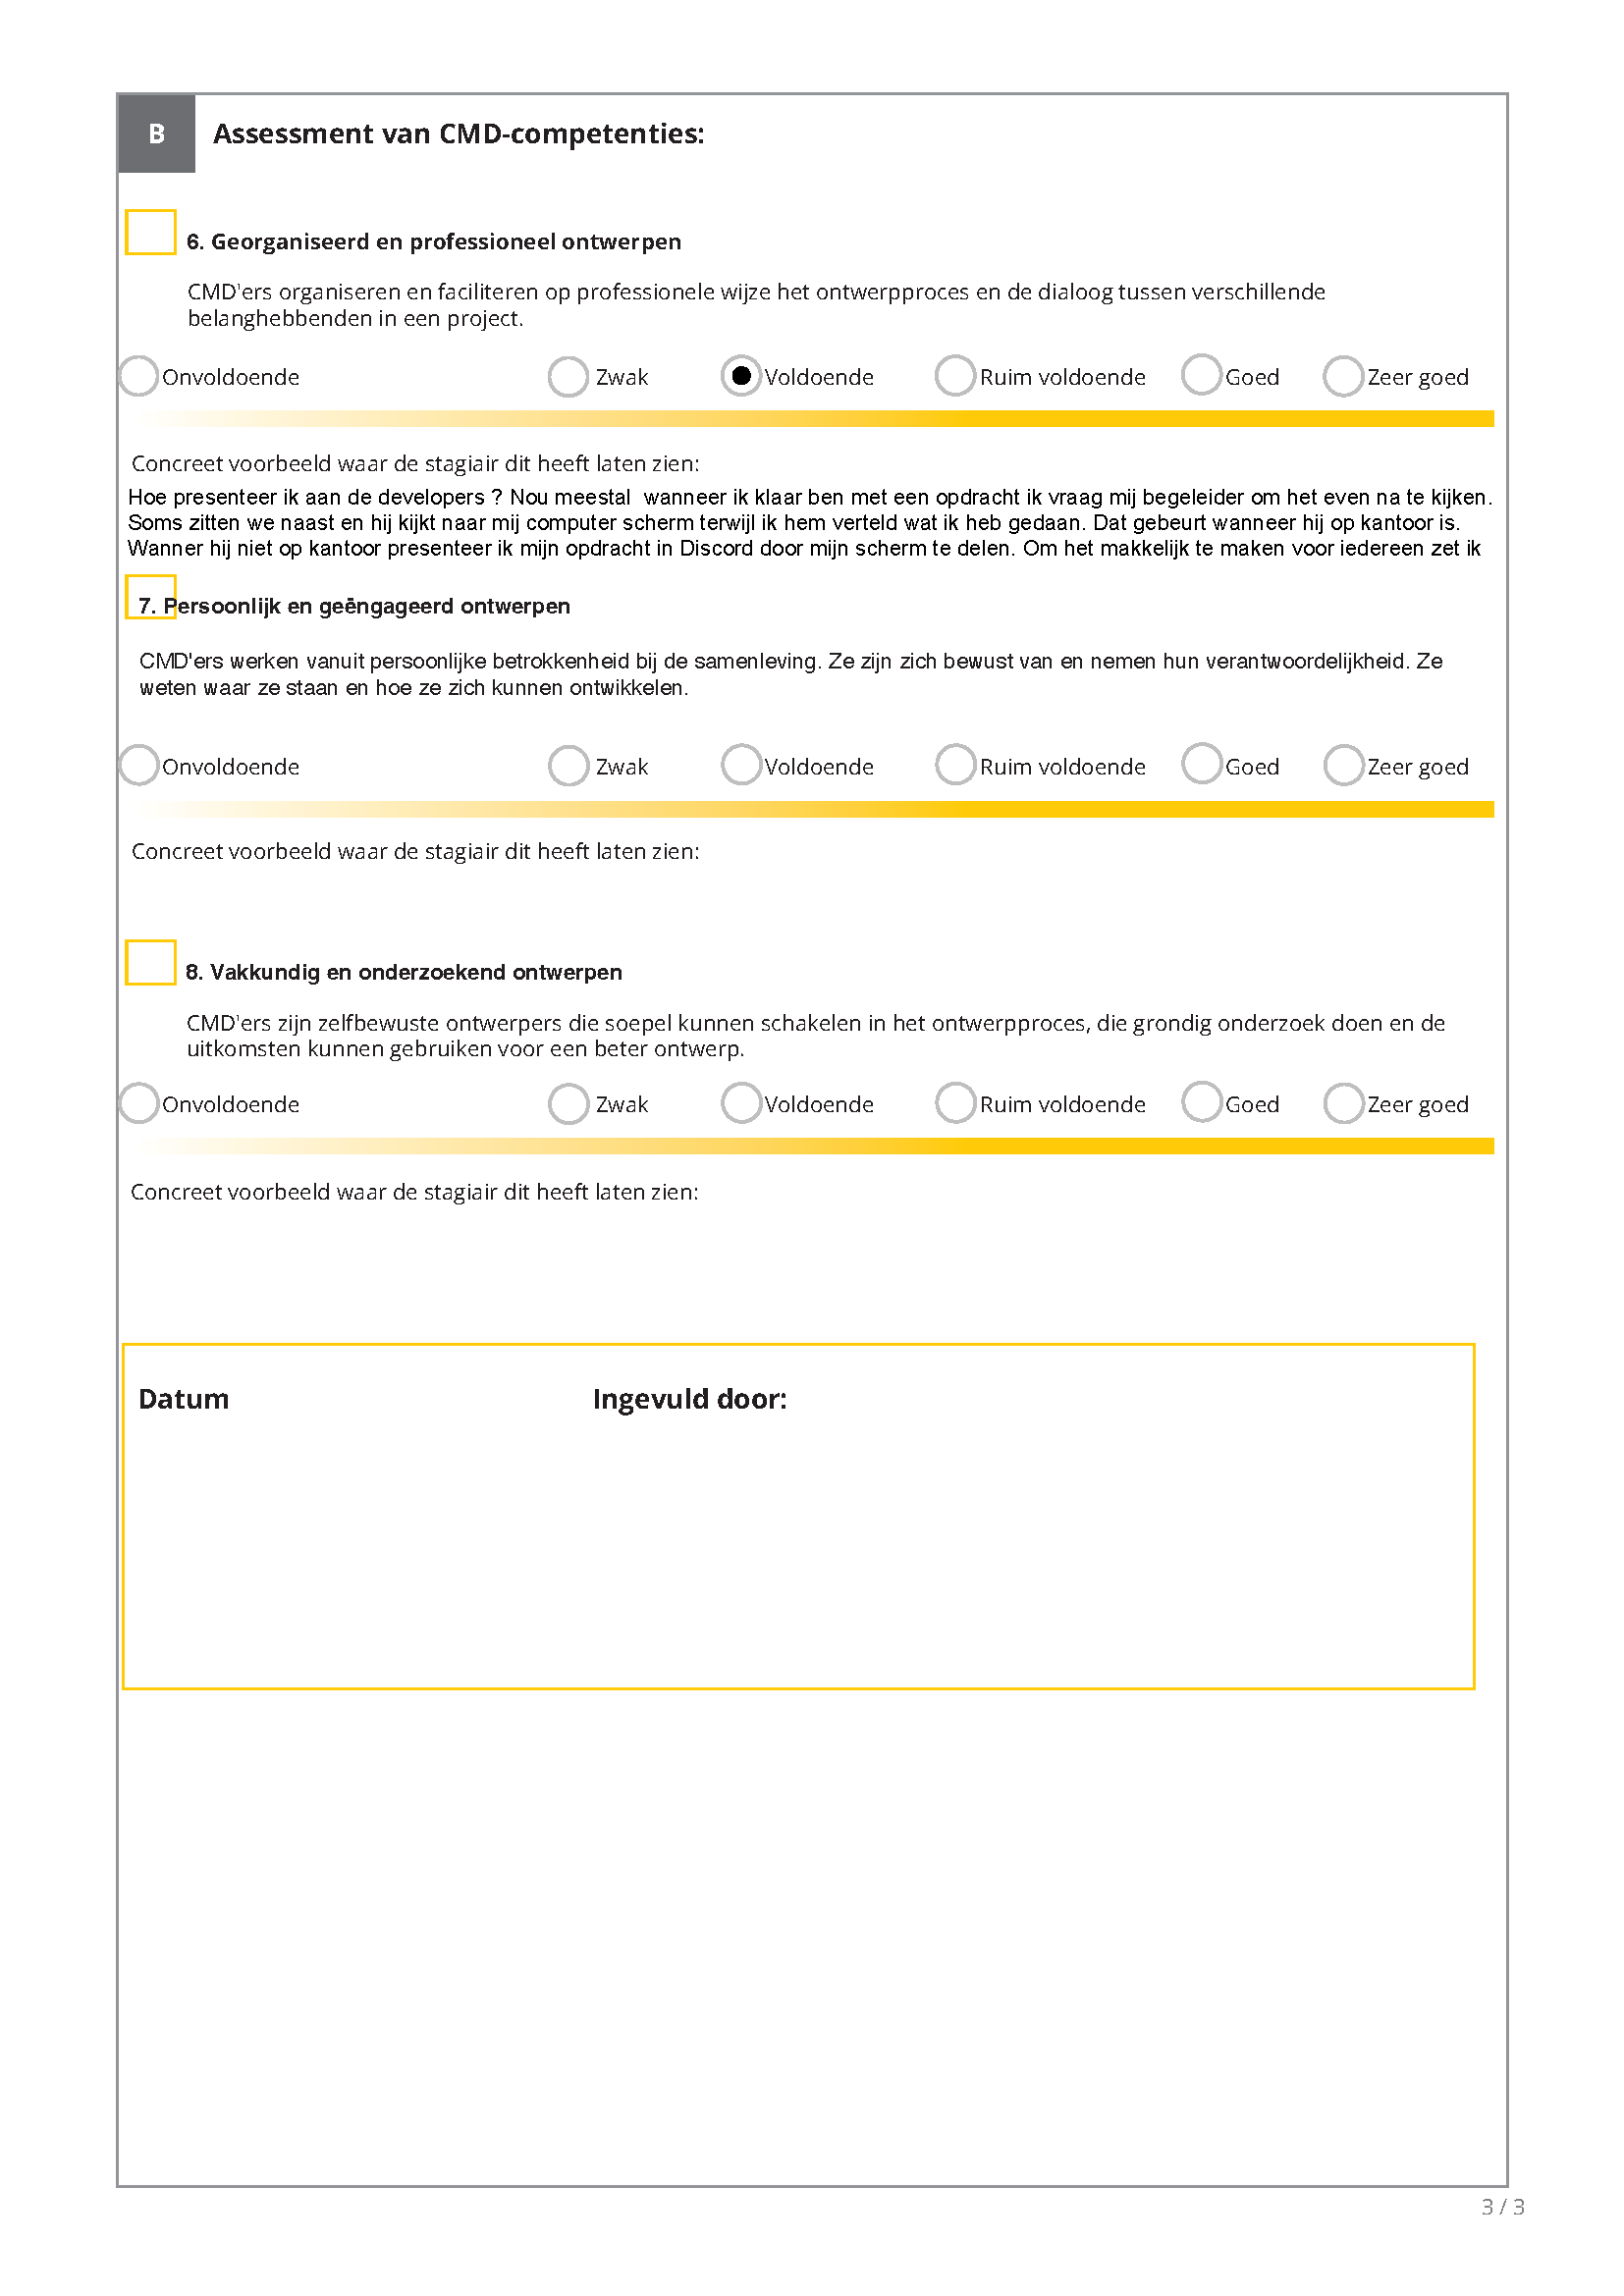 B Assessment van CMD-competenties:
6. Georganiseerd en professioneel ontwerpen
CMD'ers organiseren en faciliteren op professionele wijze het ontwerpproces en de dialoog tussen verschillende
belanghebbenden in een project.
Onvoldoende Zwak Voldoende Ruim voldoende Goed Zeer goed
Concreet voorbeeld waar de stagiair dit heeft laten zien:
Hoe presenteer ik aan de developers ? Nou meestal  wanneer ik klaar ben met een opdracht ik vraag mij begeleider om het even na te kijken.
Soms zitten we naast en hij kijkt naar mij computer scherm terwijl ik hem verteld wat ik heb gedaan. Dat gebeurt wanneer hij op kantoor is.
Wanner hij niet op kantoor presenteer ik mijn opdracht in Discord door mijn scherm te delen. Om het makkelijk te maken voor iedereen zet ik
7. Persoonlijk en geëngageerd ontwerpen
CMD'ers werken vanuit persoonlijke betrokkenheid bij de samenleving. Ze zijn zich bewust van en nemen hun verantwoordelijkheid. Ze
weten waar ze staan en hoe ze zich kunnen ontwikkelen.
Onvoldoende Zwak Voldoende Ruim voldoende Goed Zeer goed
Concreet voorbeeld waar de stagiair dit heeft laten zien:
8. Vakkundig en onderzoekend ontwerpen
CMD'ers zijn zelfbewuste ontwerpers die soepel kunnen schakelen in het ontwerpproces, die grondig onderzoek doen en de
uitkomsten kunnen gebruiken voor een beter ontwerp.
Onvoldoende Zwak Voldoende Ruim voldoende Goed Zeer goed
Concreet voorbeeld waar de stagiair dit heeft laten zien:
Datum Ingevuld door:
3 / 3